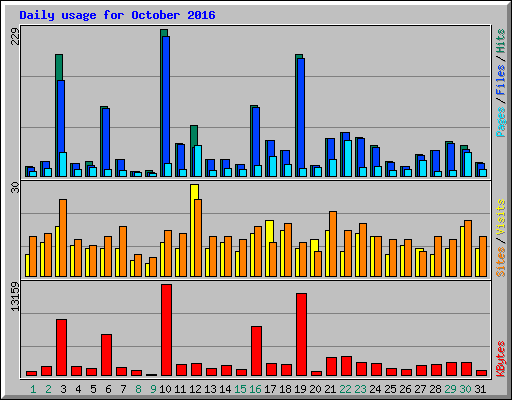 Daily usage for October 2016
229
Pages / Files / Hits
30
Sites / Visits
13159
KBytes
1 2 3 4 5 6 7 8 9 10 11 12 13 14 15 16 17 18 19 20 21 22 23 24 25 26 27 28 29 30 31